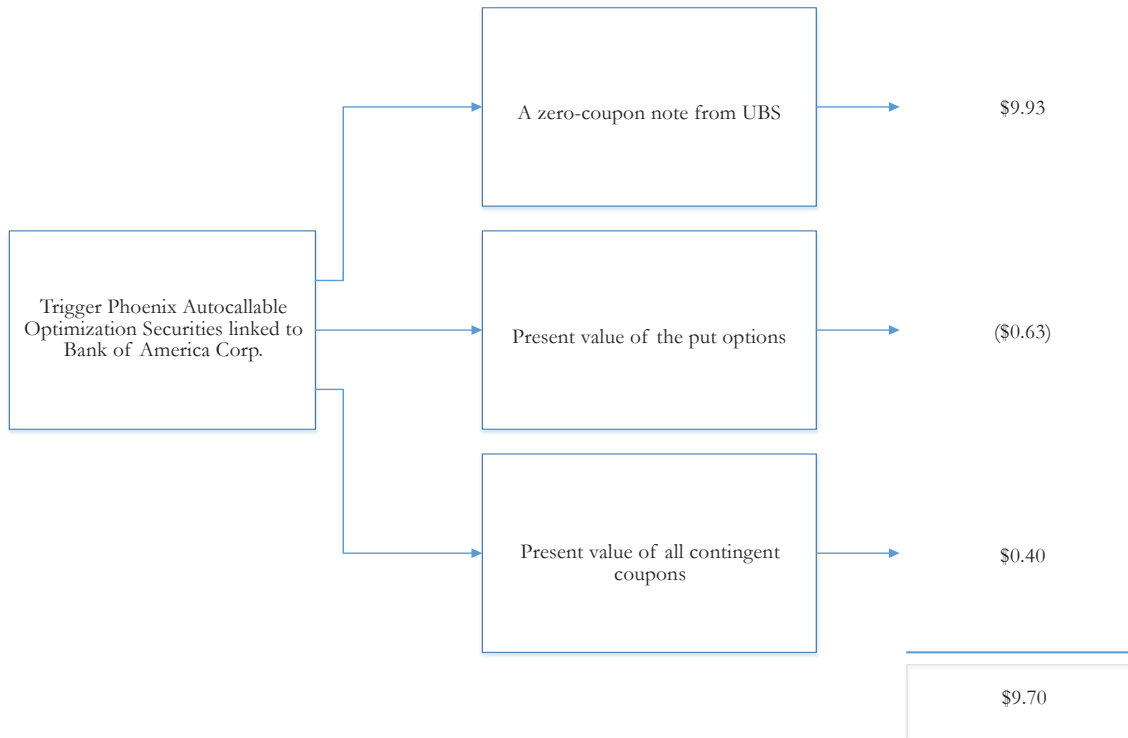 A zero-coupon note from UBS
$9.93
Trigger Phoenix Autocallable
Optimization Securities linked to
Bank of America Corp.
Present value of the put options
($0.63)
Present value of all contingent
coupons
$0.40
$9.70